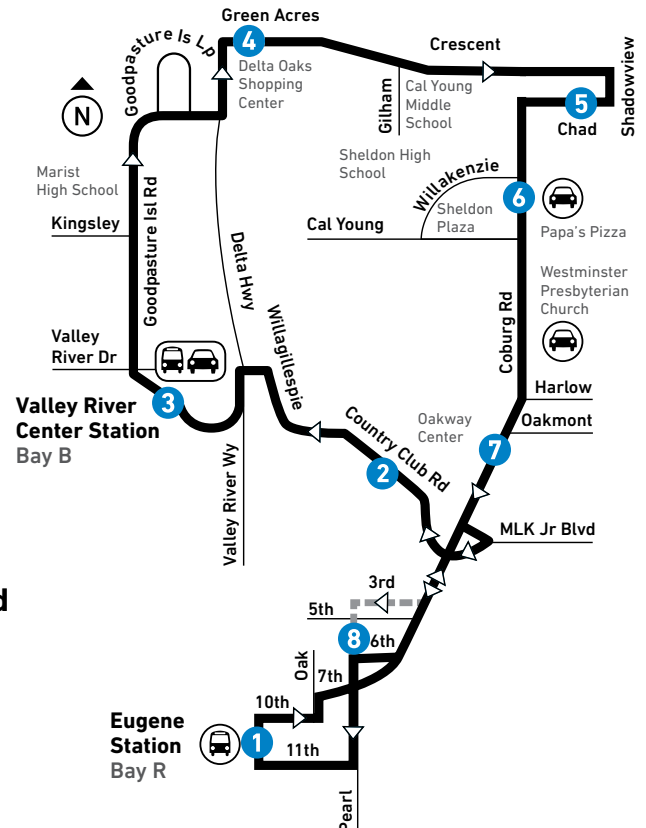 Green Acres
4
Goodpasture Is Lp
Delta Oaks
Shopping
Center
Crescent
Shadowview
N
Gilham
Cal Young
Middle
School
5
Chad
Marist
High School
Sheldon High
School
Willakenzie
Kingsley
Goodpasture Isl Rd
Sheldon
Plaza
6
Cal Young
Papa's Pizza
Delta Hwy
Westminster
Presbyterian
Church
Valley
River Dr
Willagillespie
Coburg Rd
3
Valley River
Center Station
Bay B
Harlow
Oakmont
Oakway
Center
7
Country Club Rd
2
Valley River Wy
MLK Jr Blvd
d
3rd
5th
8
6th
Oak
7th
10th
Eugene
Station
Bay R
1
11th
Pearl